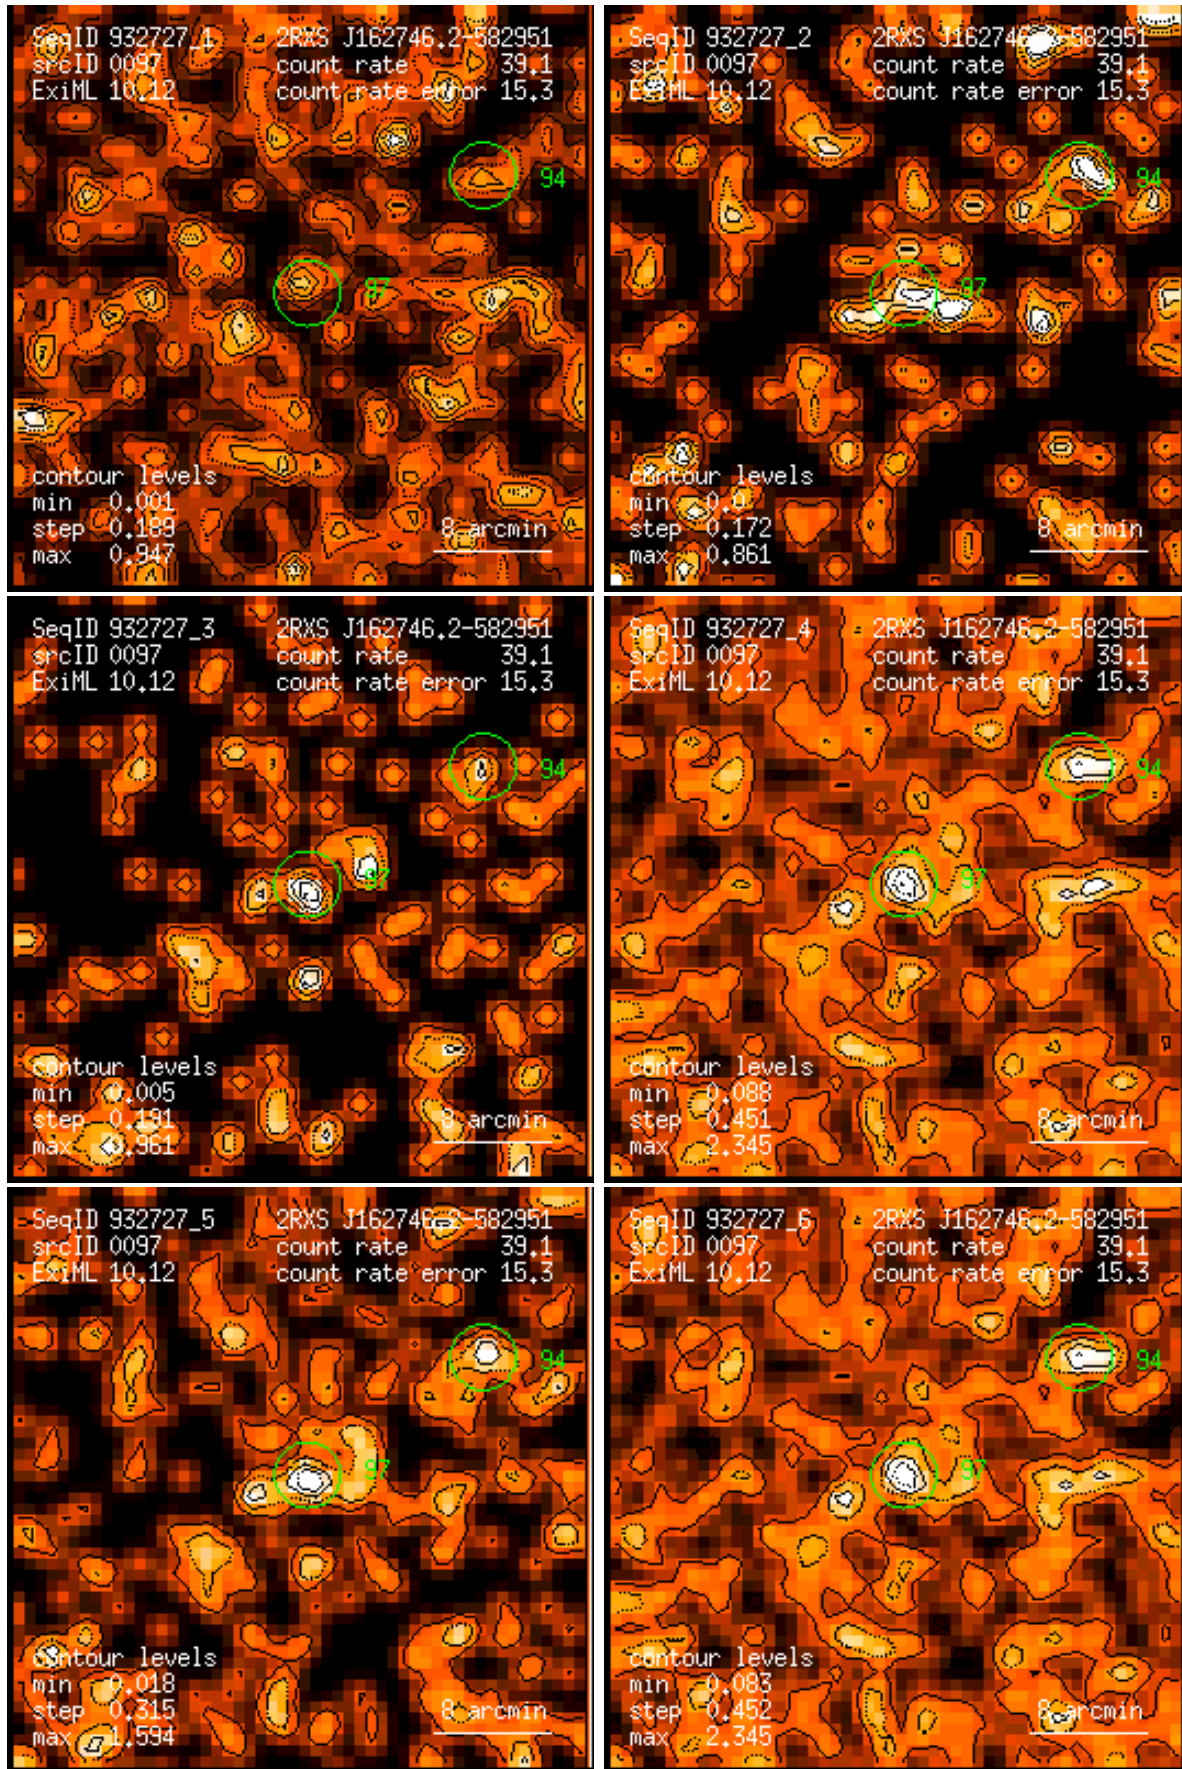 SeqID 932727_1 2RXS J162746.2-582951
srcID 0097 count rate 39.1
ExiML 10.12 count rate error 15.3
94
97
contour levels
min 0.001
step 0.189
max 0.947
8 arcmin
SeqID 932727_2 2RXS J162746.2-582951
srcID 0097 count rate 39.1
ExiML 10.12 count rate error 15.3
94
97
contour levels
min 0.0
step 0.172
max 0.861
8 arcmin
SeqID 932727_3 2RXS J162746.2-582951
srcID 0097 count rate 39.1
ExiML 10.12 count rate error 15.3
94
97
contour levels
min 0.005
step 0.191
max 0.961
8 arcmin
SeqID 932727_4 2RXS J162746.2-582951
srcID 0097 count rate 39.1
ExiML 10.12 count rate error 15.3
94
97
contour levels
min 0.088
step 0.451
max 2.345
8 arcmin
SeqID 932727_5 2RXS J162746.2-582951
srcID 0097 count rate 39.1
ExiML 10.12 count rate error 15.3
94
97
contour levels
min 0.018
step 0.315
max 1.594
8 arcmin
SeqID 932727_6 2RXS J162746.2-582951
srcID 0097 count rate 39.1
ExiML 10.12 count rate error 15.3
94
97
contour levels
min 0.083
step 0.452
max 2.345
8 arcmin